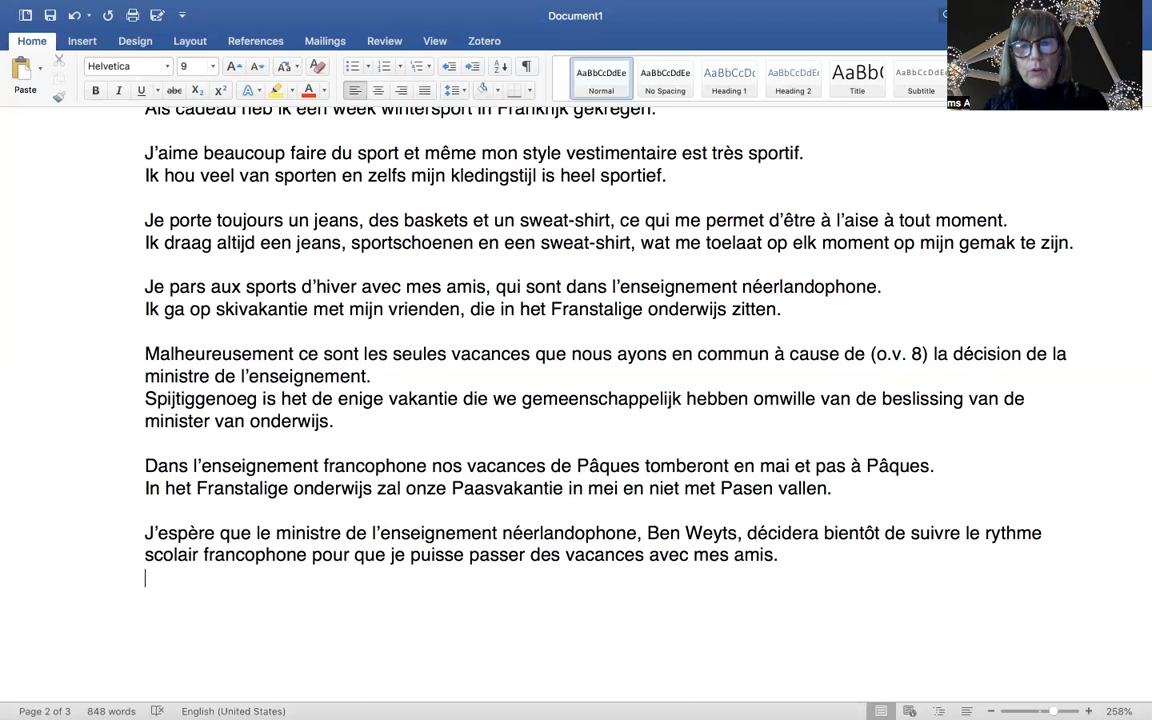 Document1
Home Insert Design Layout References Mailings Review View Zotero
Paste
Helvetica 9
AaBbCcDdEe AaBbCcDdEe AaBbCcDc AaBbCcDdEe AaBbC AaBbCcDdEe
Normal No Spacing Heading 1 Heading 2 Title Subtitle
ms A
Als cadeau heb ik een week wintersport in Frankrijk gekregen.
J'aime beaucoup faire du sport et même mon style vestimentaire est très sportif.
Ik hou veel van sporten en zelfs mijn kledingstijl is heel sportief.
Je porte toujours un jeans, des baskets et un sweat-shirt, ce qui me permet d'être à l'aise à tout moment.
Ik draag altijd een jeans, sportschoenen en een sweat-shirt, wat me toelaat op elk moment op mijn gemak te zijn.
Je pars aux sports d'hiver avec mes amis, qui sont dans l'enseignement néerlandophone.
Ik ga op skivakantie met mijn vrienden, die in het Franstalige onderwijs zitten.
Malheureusement ce sont les seules vacances que nous ayons en commun à cause de (o.v. 8) la décision de la
ministre de l'enseignement.
Spijtiggenoeg is het de enige vakantie die we gemeenschappelijk hebben omwille van de beslissing van de
minister van onderwijs.
Dans l'enseignement francophone nos vacances de Pâques tomberont en mai et pas à Pâques.
In het Franstalige onderwijs zal onze Paasvakantie in mei en niet met Pasen vallen.
J'espère que le ministre de l'enseignement néerlandophone, Ben Weyts, décidera bientôt de suivre le rythme
scolair francophone pour que je puisse passer des vacances avec mes amis.
Page 2 of 3 848 words English (United States) 258%